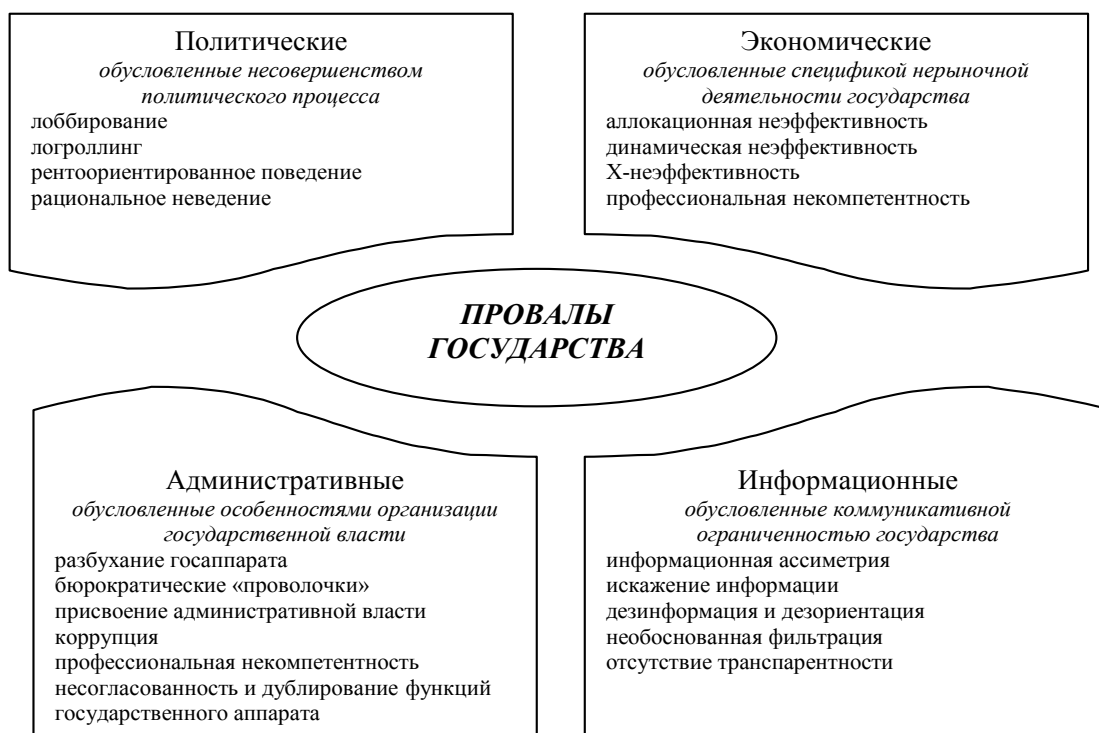 Политические
обусловленные несовершенством
политического процесса
лоббирование
логроллинг
рентоориентированное поведение
рациональное неведение
Экономические
обусловленные спецификой нерыночной
деятельности государства
аллокационная неэффективность
динамическая неэффективность
Х-неэффективность
профессиональная некомпетентность
ПРОВАЛЫ
ГОСУДАРСТВА
Административные
обусловленные особенностями организации
государственной власти
разбухание госаппарата
бюрократические «проволочки»
присвоение административной власти
коррупция
профессиональная некомпетентность
несогласованность и дублирование функций
государственного аппарата
Информационные
обусловленные коммуникативной
ограниченностью государства
информационная ассиметрия
искажение информации
дезинформация и дезориентация
необоснованная фильтрация
отсутствие транспарентности